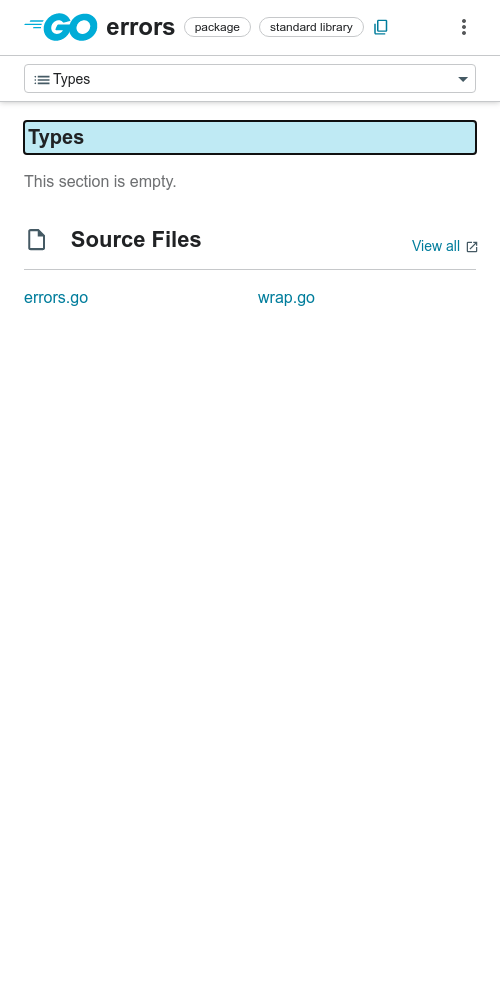 GO errors package standard library
Types
Types
This section is empty.
Source Files
View all
errors.go
wrap.go